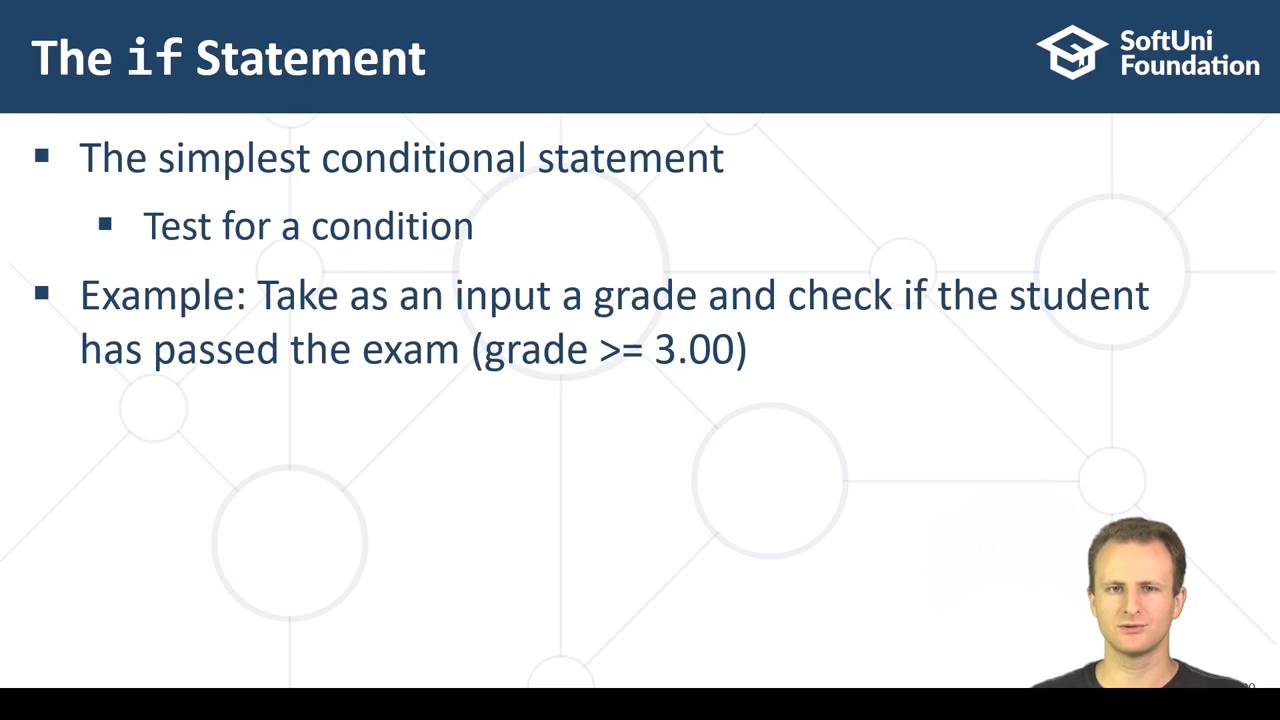 The if Statement
SoftUni
Foundation
▪ The simplest conditional statement
▪ Test for a condition
▪ Example: Take as an input a grade and check if the student
has passed the exam (grade >= 3.00)